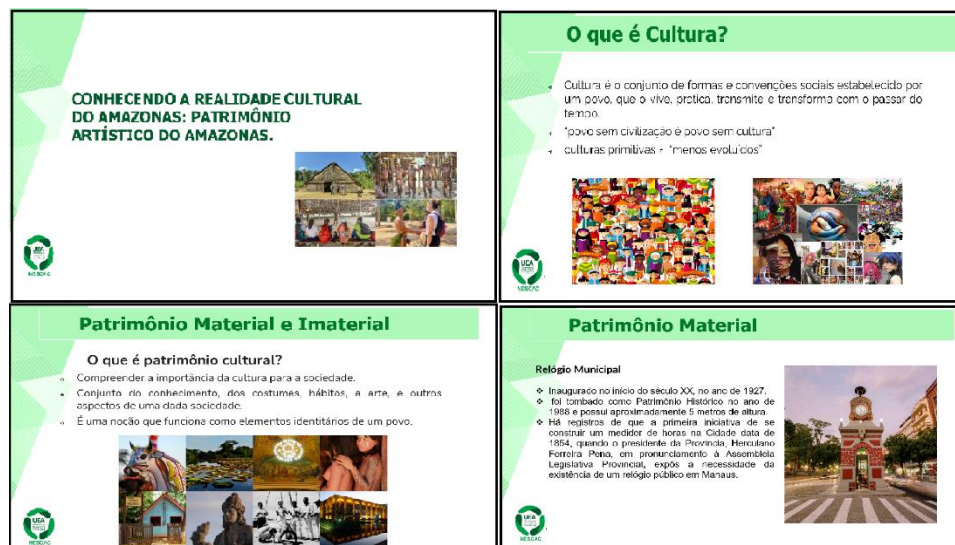 CONHECENDO A REALIDADE CULTURAL
DO AMAZONAS: PATRIMÔNIO
ARTÍSTICO DO AMAZONAS.
UEA
NESCAC
O que é Cultura?
Cultura é o conjunto de formas e convenções sociais estabelecido por
um povo, que o vive, pratica, transmite e transforma com o passar do
tempo.
"povo sem civilização é povo sem cultura"
culturas primitivas "menos evoluídos"
UEA
NESCAC
Patrimônio Material e Imaterial
O que é patrimônio cultural?
Compreender a importância da cultura para a sociedade.
Conjunto do conhecimento, dos costumes, hábitos, a arte, e outros
aspectos de uma dada sociedade.
É uma noção que funciona como elementos identitários de um povo.
UEA
NESCAC
Patrimônio Material
Relógio Municipal
❖ Inaugurado no início do século XX, no ano de 1927.
❖ foi tombado como Patrimônio Histórico no ano de
1988 e possui aproximadamente 5 metros de altura.
❖ Há registros de que a primeira iniciativa de se
construir um medidor de horas na Cidade data de
1854, quando o presidente da Província, Herculano
Ferreira Pena, em pronunciamento à Assembleia
Legislativa Provincial, expôs a necessidade da
existência de um relógio público em Manaus.
UEA
NESCAC